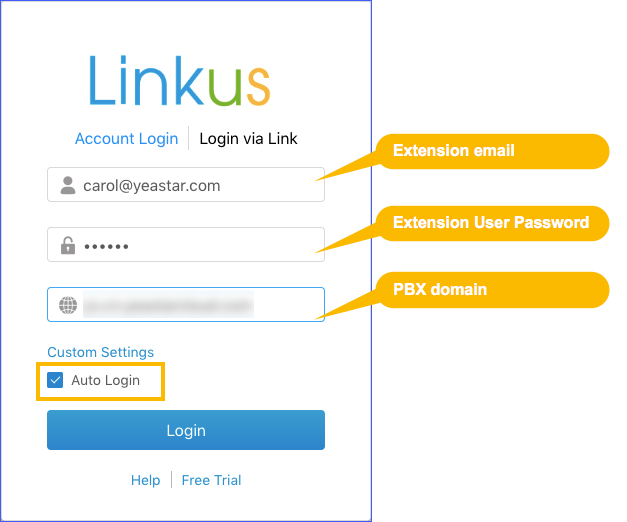 Linkus
Account Login Login via Link
Extension email
carol@yeastar.com
Extension User Password
••••••
PBX domain
Custom Settings
Auto Login
Login
Help Free Trial